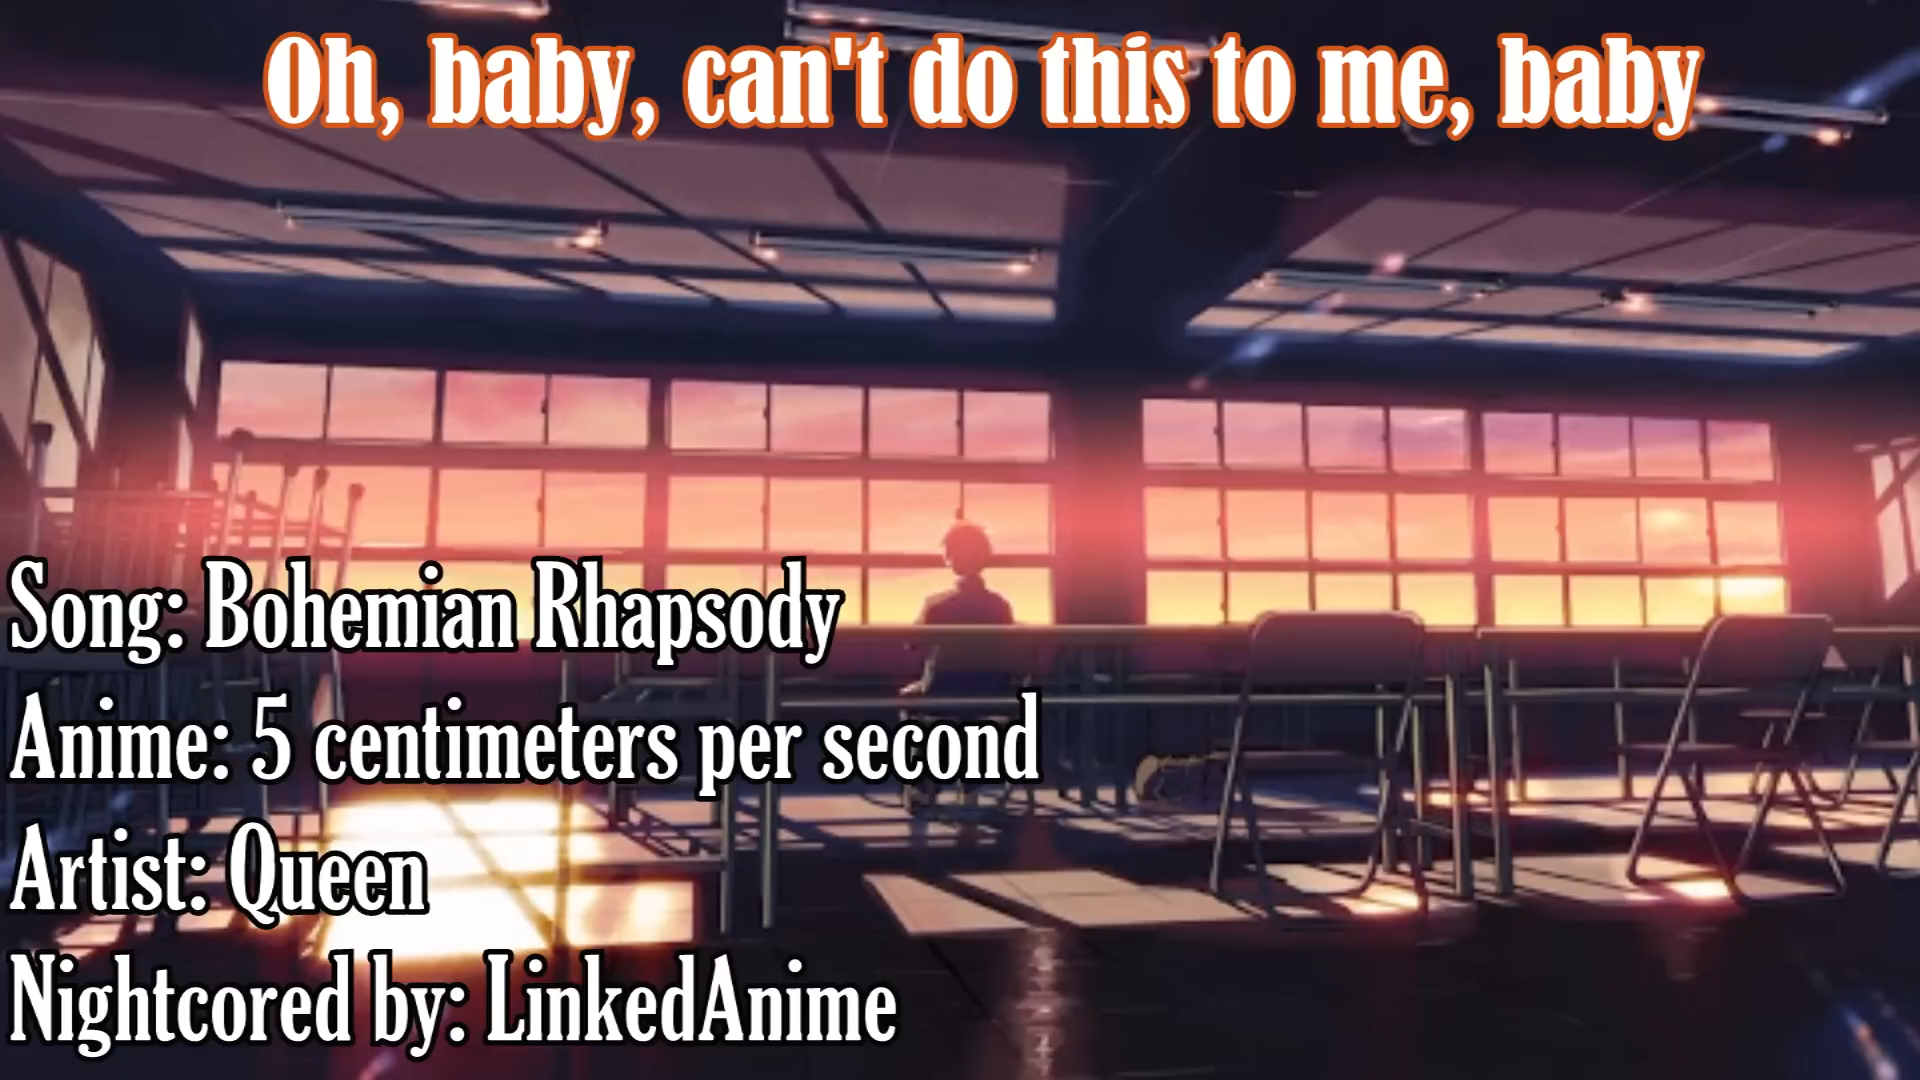 Oh, baby, can't do this to me, baby
Song: Bohemian Rhapsody
Anime: 5 centimeters per second
Artist: Queen
Nightcored by: LinkedAnime